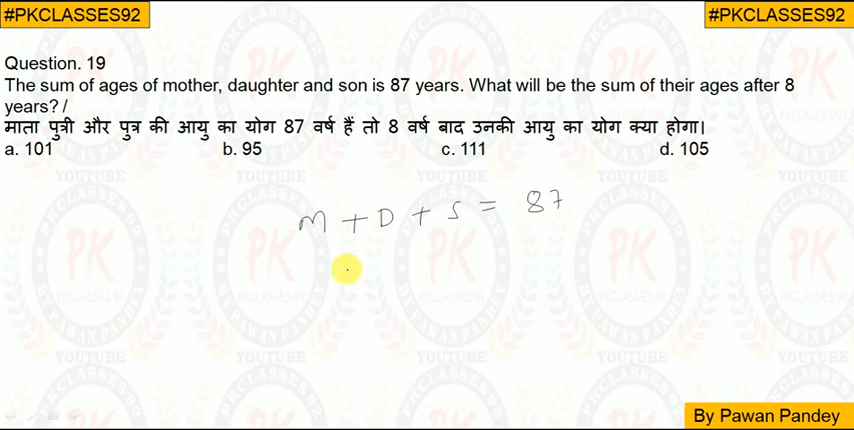 #PKCLASSES92 #PKCLASSES92
Question. 19
The sum of ages of mother, daughter and son is 87 years. What will be the sum of their ages after 8
years? /
माता पुत्री और पुत्र की आयु का योग 87 वर्ष हैं तो 8 वर्ष बाद उनकी आयु का योग क्या होगा।
a. 101 b. 95 c. 111 d. 105
M + D + S = 87
By Pawan Pandey